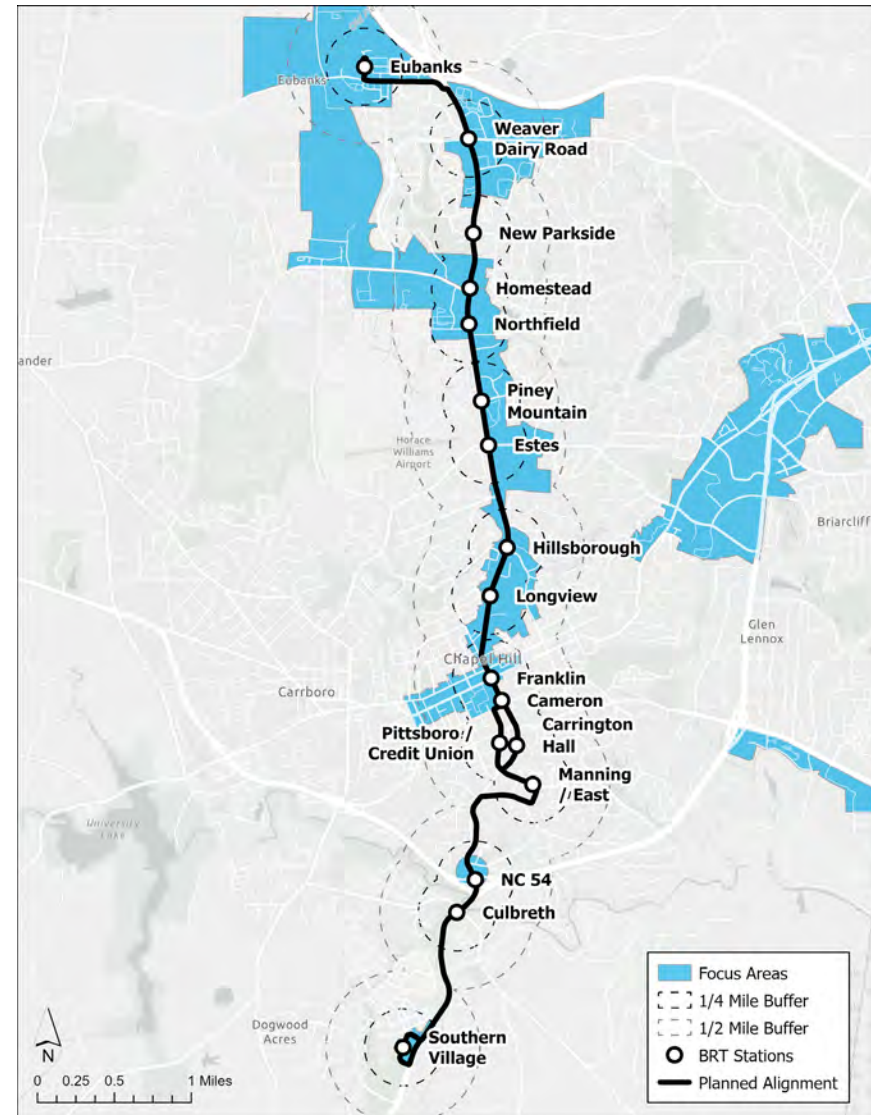 Eubanks
Eubanks
Weaver
Dairy Road
New Parkside
Homestead
Northfield
ander
Piney
Mountain
Horace
Williams
Airport
Estes
Briarcliff
Hillsborough
Longview
Glen
Lennox
Chapel Hill
Franklin
Carrboro
Cameron
Pittsboro /
Credit Union
Carrington
Hall
Manning
/ East
University
Lake
NC 54
Culbreth
Dogwood
Acres
Southern
Village
N
0 0.25 0.5 1 Miles
Focus Areas
1/4 Mile Buffer
1/2 Mile Buffer
BRT Stations
Planned Alignment